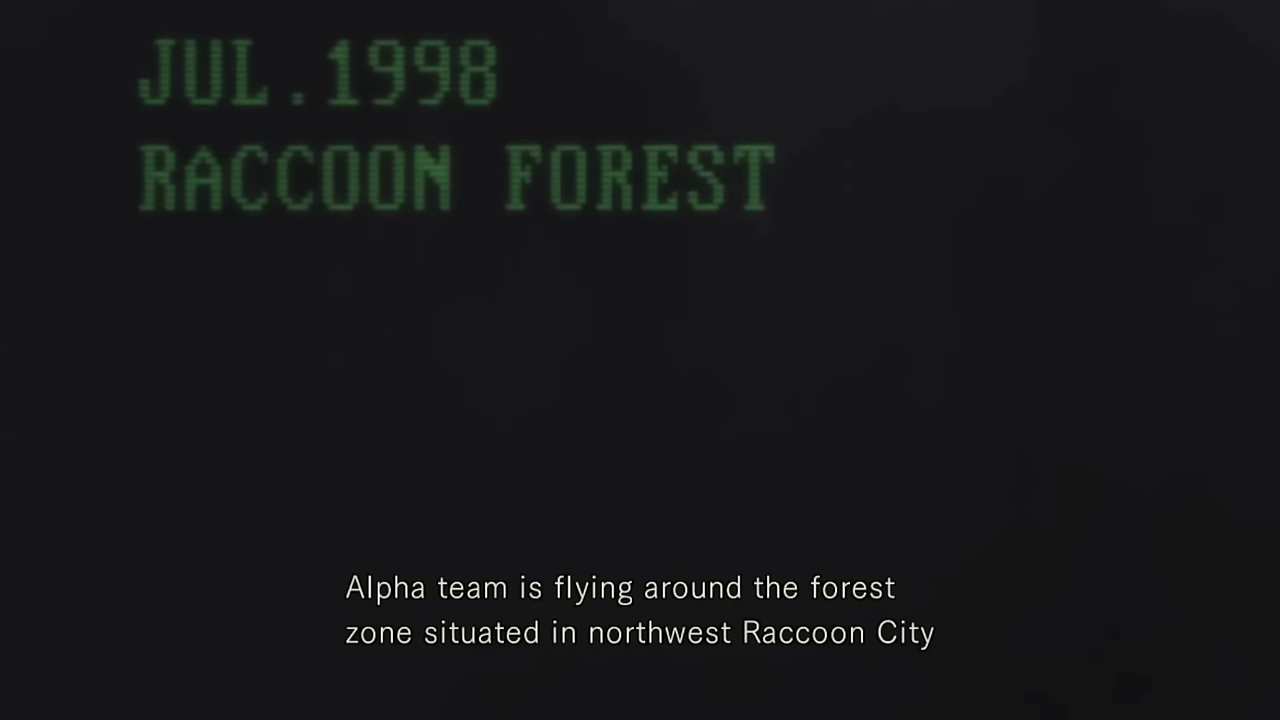 JUL.1998
RACCOON FOREST
Alpha team is flying around the forest
zone situated in northwest Raccoon City